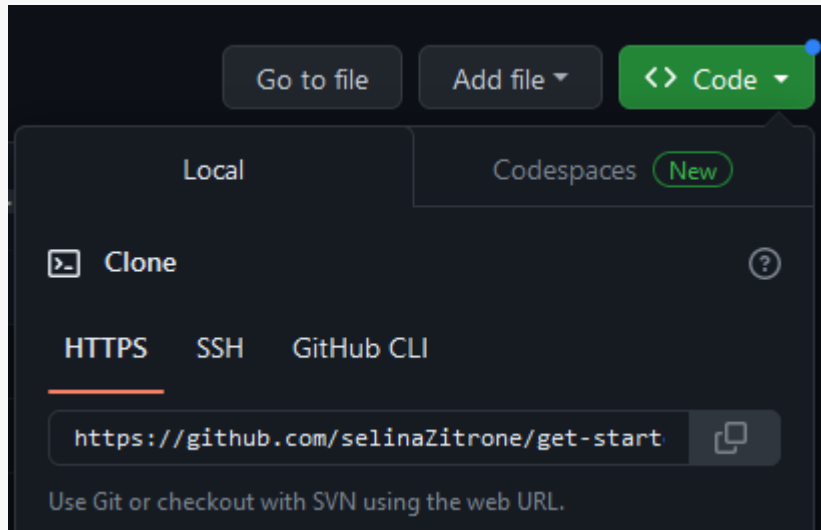 Go to file Add file <> Code
Local Codespaces New
Clone
HTTPS SSH GitHub CLI
https://github.com/selinaZitrone/get-start
Use Git or checkout with SVN using the web URL.